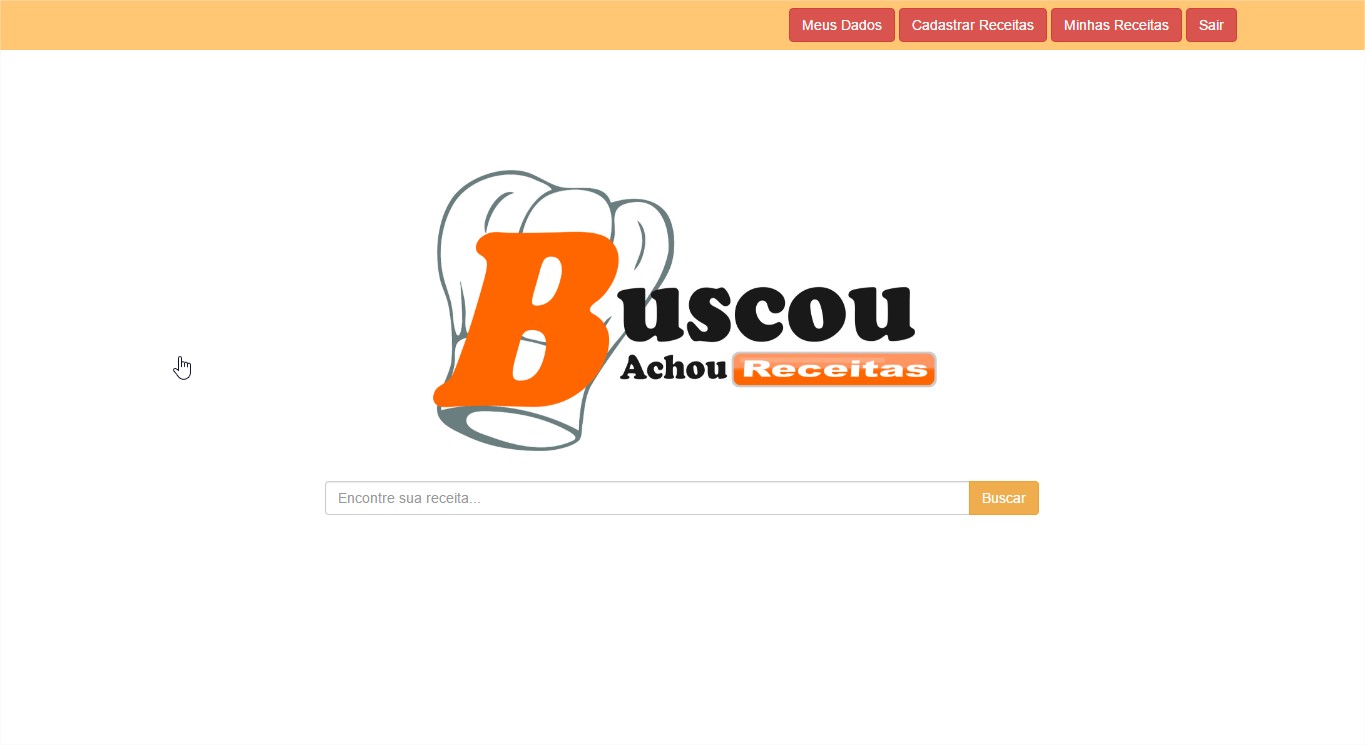 Meus Dados Cadastrar Receitas Minhas Receitas Sair
Buscou
Achou Receitas
Encontre sua receita... Buscar